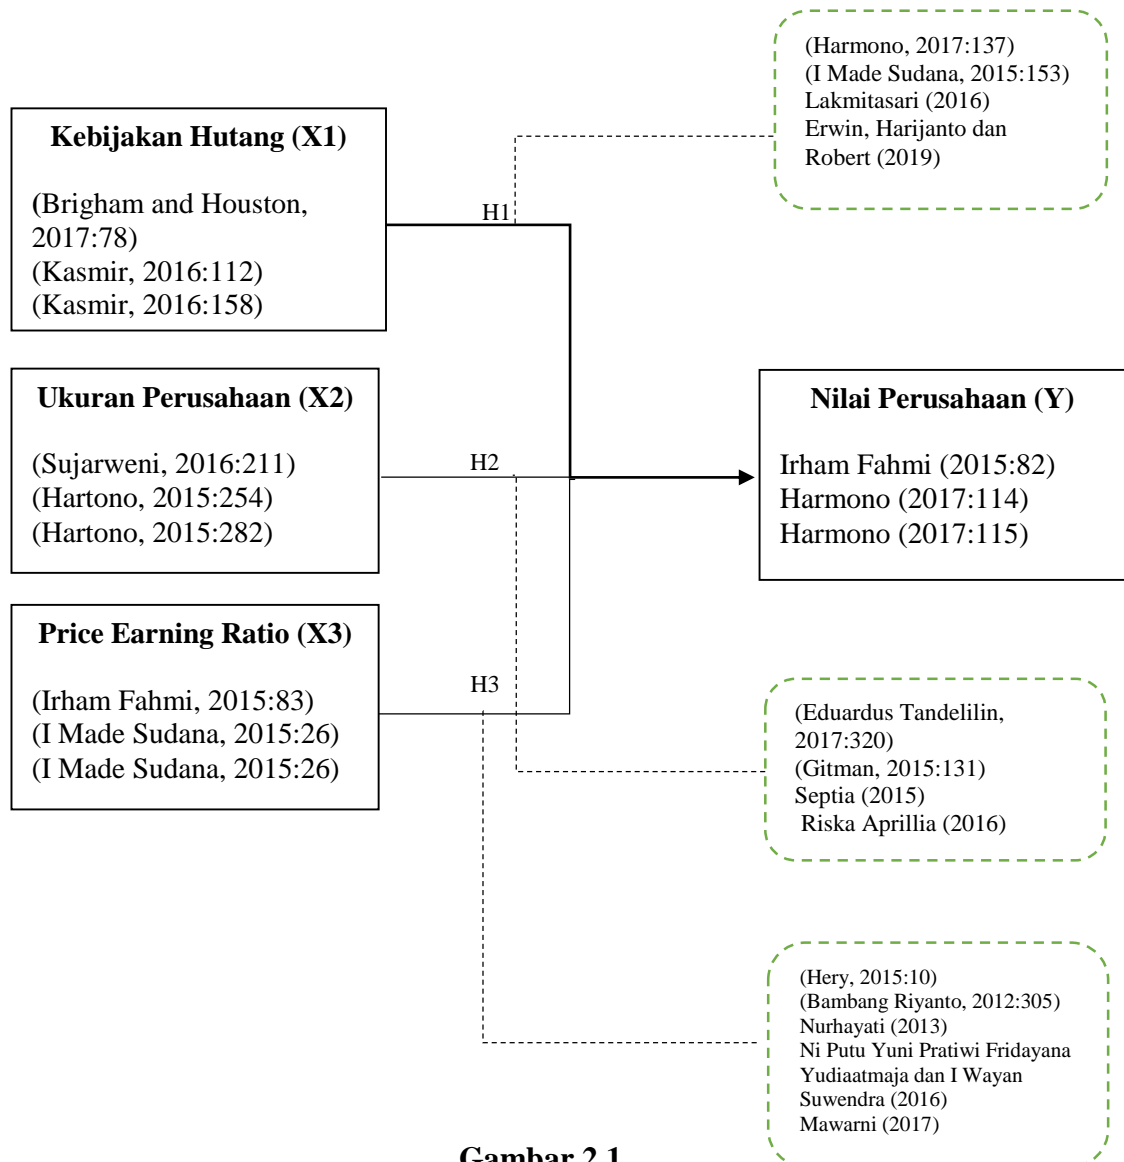 (Harmono, 2017:137)
(I Made Sudana, 2015:153)
Lakmitasari (2016)
Erwin, Harijanto dan
Robert (2019)
Kebijakan Hutang (X1)
(Brigham and Houston,
2017:78)
(Kasmir, 2016:112)
(Kasmir, 2016:158)
H1
Ukuran Perusahaan (X2)
(Sujarweni, 2016:211)
(Hartono, 2015:254)
(Hartono, 2015:282)
H2
Nilai Perusahaan (Y)
Irham Fahmi (2015:82)
Harmono (2017:114)
Harmono (2017:115)
Price Earning Ratio (X3)
(Irham Fahmi, 2015:83)
(I Made Sudana, 2015:26)
(I Made Sudana, 2015:26)
H3
(Eduardus Tandelilin,
2017:320)
(Gitman, 2015:131)
Septia (2015)
Riska Aprillia (2016)
(Hery, 2015:10)
(Bambang Riyanto, 2012:305)
Nurhayati (2013)
Ni Putu Yuni Pratiwi Fridayana
Yudiaatmaja dan I Wayan
Suwendra (2016)
Mawarni (2017)
Gambar 2.1